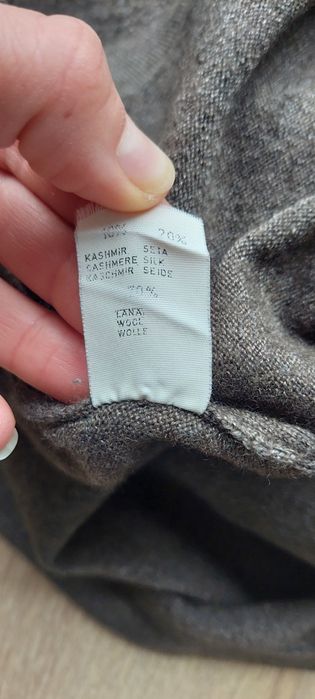 10% 20%
KASHMIR SETA
CASHMERE SILK
KASCHMIR SEIDE
70%
LANA
WOOL
WOLLE